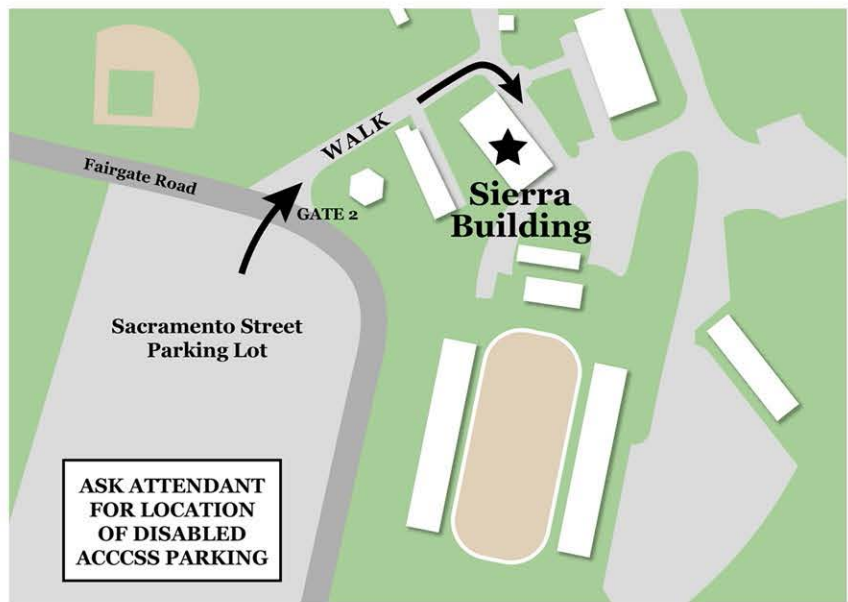 WALK
Fairgate Road
GATE 2
Sierra
Building
Sacramento Street
Parking Lot
ASK ATTENDANT
FOR LOCATION
OF DISABLED
ACCCSS PARKING